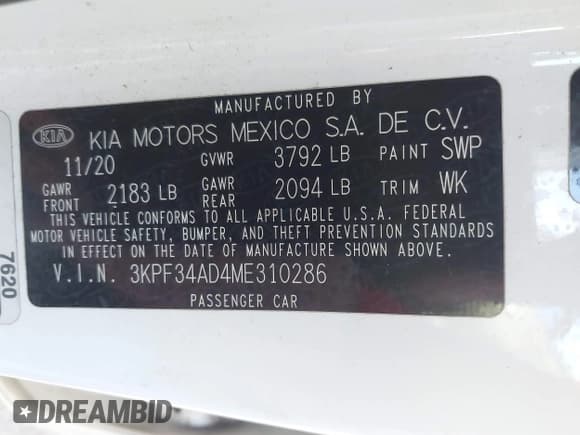 MANUFACTURED BY
KIA KIA MOTORS MEXICO S.A. DE C.V.
11/20 GVWR 3792 LB PAINT SWP
GAWR FRONT 2183 LB GAWR REAR 2094 LB TRIM WK
THIS VEHICLE CONFORMS TO ALL APPLICABLE U.S.A. FEDERAL
MOTOR VEHICLE SAFETY, BUMPER, AND THEFT PREVENTION STANDARDS
IN EFFECT ON THE DATE OF MANUFACTURE SHOWN ABOVE.
V.I.N. 3KPF34AD4ME310286
PASSENGER CAR
7620
DREAMBID